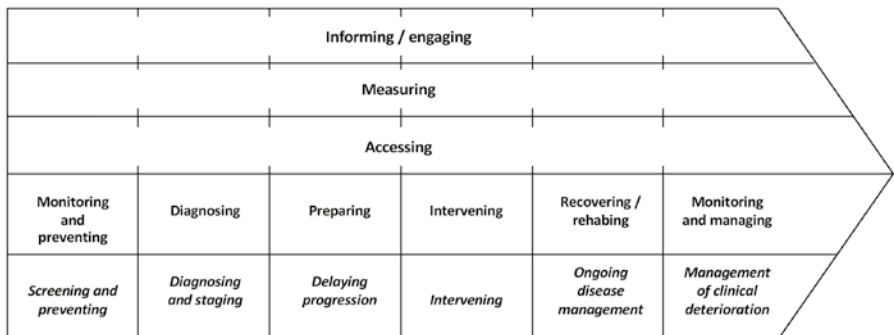 Informing / engaging
Measuring
Accessing
Monitoring
and
preventing
Diagnosing
Preparing
Intervening
Recovering /
rehabing
Monitoring
and managing
Screening and
preventing
Diagnosing
and staging
Delaying
progression
Intervening
Ongoing
disease
management
Management
of clinical
deterioration